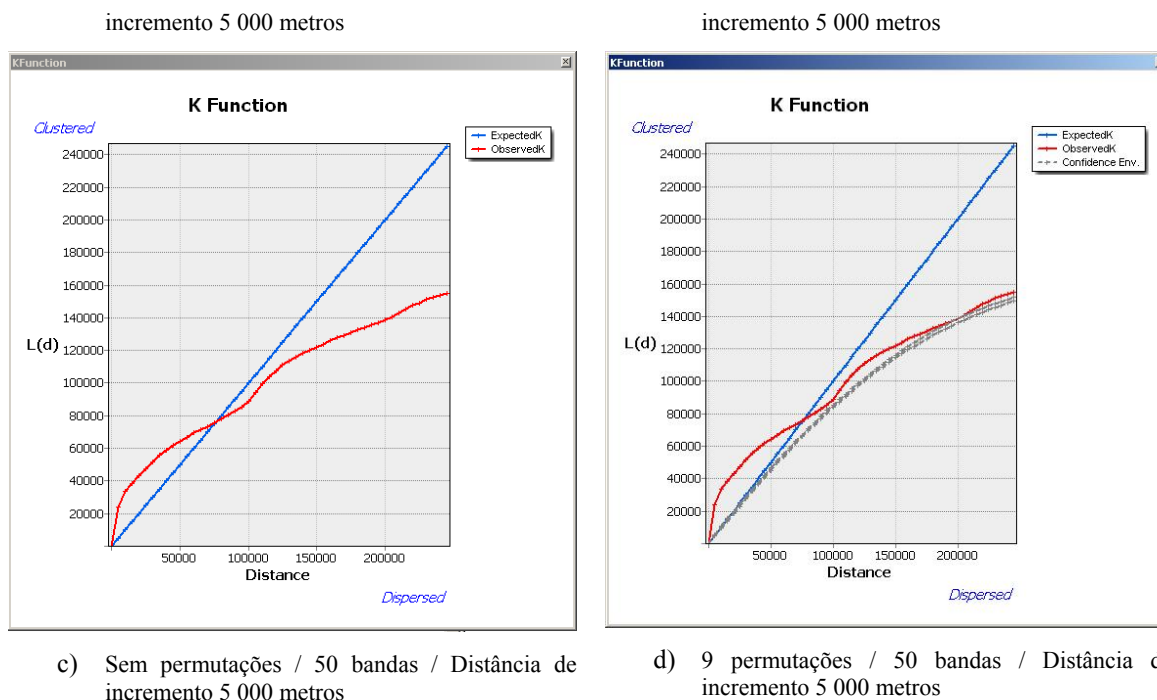 incremento 5 000 metros
incremento 5 000 metros
KFunction
K Function
Clustered
ExpectedK
ObservedK
240000
220000
200000
180000
160000
140000
120000
100000
80000
60000
40000
20000
L(d)
50000 100000 150000 200000
Distance
Dispersed
KFunction
K Function
Clustered
ExpectedK
ObservedK
Confidence Env.
240000
220000
200000
180000
160000
140000
120000
100000
80000
60000
40000
20000
L(d)
50000 100000 150000 200000
Distance
Dispersed
c) Sem permutações / 50 bandas / Distância de
incremento 5 000 metros
d) 9 permutações / 50 bandas / Distância d
incremento 5 000 metros